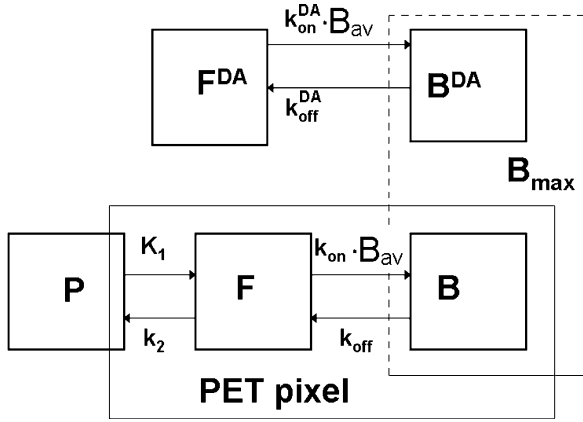 k_on^DA · B_av
F^DA
B^DA
k_off^DA
B_max
K_1
k_on · B_av
P
F
B
k_2
k_off
PET pixel